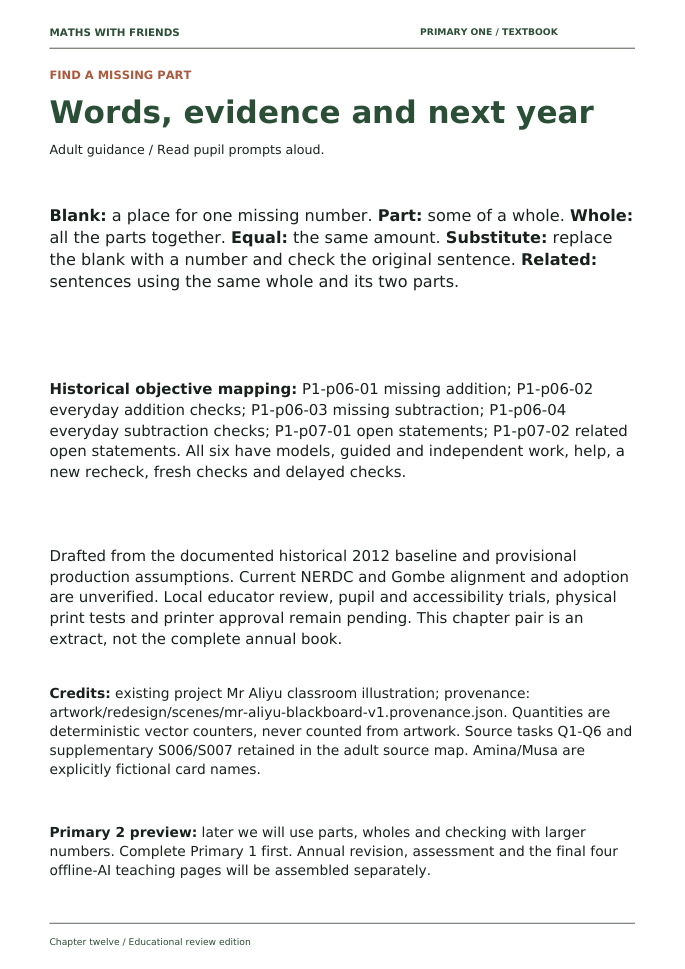 MATHS WITH FRIENDS
PRIMARY ONE / TEXTBOOK
FIND A MISSING PART
Words, evidence and next year
Adult guidance / Read pupil prompts aloud.
Blank: a place for one missing number. Part: some of a whole. Whole:
all the parts together. Equal: the same amount. Substitute: replace
the blank with a number and check the original sentence. Related:
sentences using the same whole and its two parts.
Historical objective mapping: P1-p06-01 missing addition; P1-p06-02
everyday addition checks; P1-p06-03 missing subtraction; P1-p06-04
everyday subtraction checks; P1-p07-01 open statements; P1-p07-02 related
open statements. All six have models, guided and independent work, help, a
new recheck, fresh checks and delayed checks.
Drafted from the documented historical 2012 baseline and provisional
production assumptions. Current NERDC and Gombe alignment and adoption
are unverified. Local educator review, pupil and accessibility trials, physical
print tests and printer approval remain pending. This chapter pair is an
extract, not the complete annual book.
Credits: existing project Mr Aliyu classroom illustration; provenance:
artwork/redesign/scenes/mr-aliyu-blackboard-v1.provenance.json. Quantities are
deterministic vector counters, never counted from artwork. Source tasks Q1-Q6 and
supplementary S006/S007 retained in the adult source map. Amina/Musa are
explicitly fictional card names.
Primary 2 preview: later we will use parts, wholes and checking with larger
numbers. Complete Primary 1 first. Annual revision, assessment and the final four
offline-AI teaching pages will be assembled separately.
Chapter twelve / Educational review edition